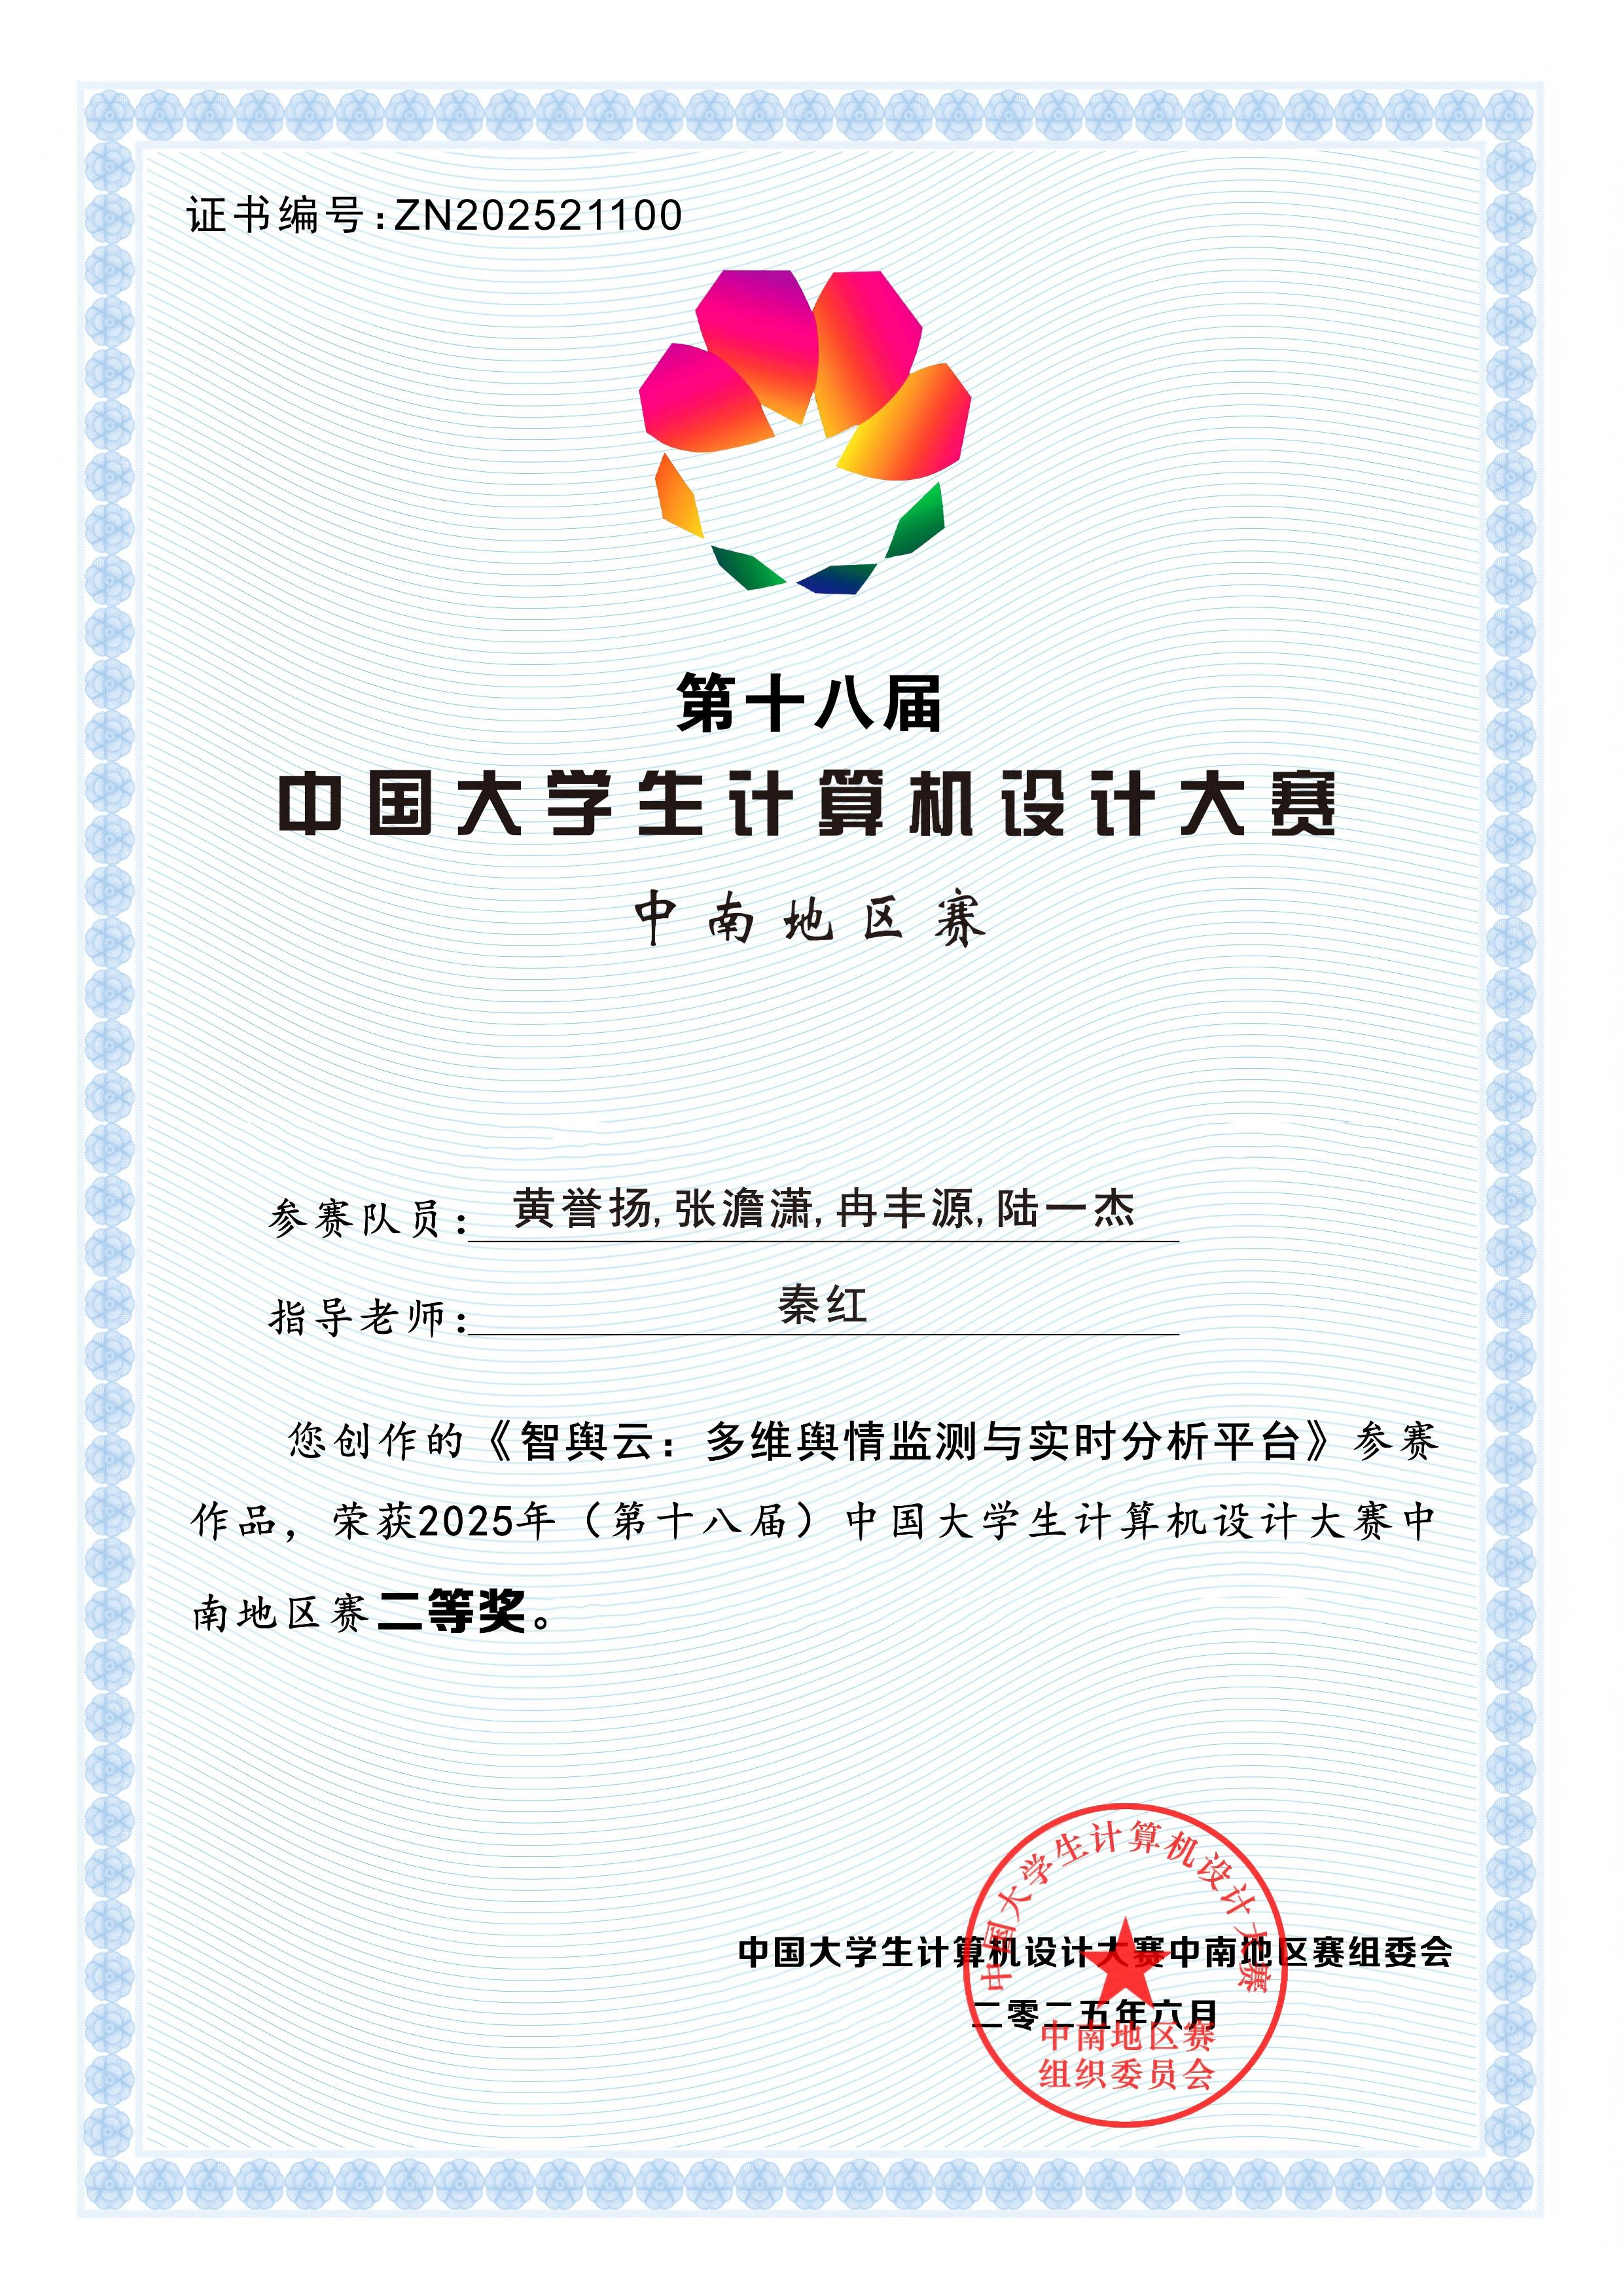 证书编号:ZN202521100
第十八届
中国大学生计算机设计大赛
中南地区赛
参赛队员: 黄誉扬,张澹潇,冉丰源,陆一杰
指导老师: 秦红
您创作的《智舆云：多维舆情监测与实时分析平台》参赛
作品，荣获2025年（第十八届）中国大学生计算机设计大赛中
南地区赛二等奖。
中国大学生计算机设计大赛
中国大学生计算机设计大赛中南地区赛组委会
二零二五年六月
中南地区赛
组织委员会